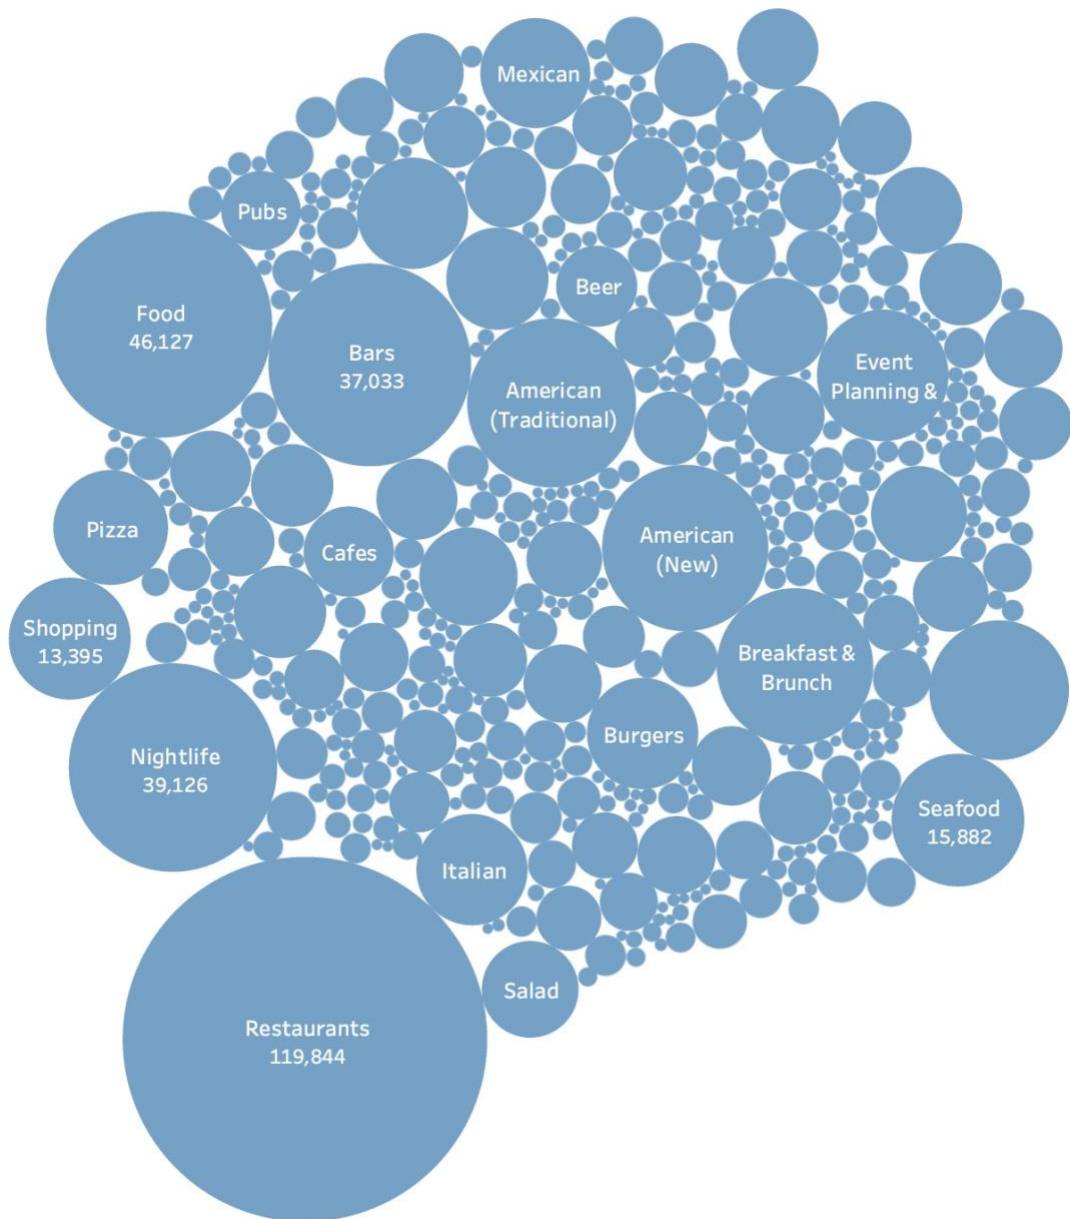 Mexican
Pubs
Food
46,127
Bars
37,033
Beer
American
(Traditional)
Event
Planning &
Pizza
Cafes
American
(New)
Shopping
13,395
Breakfast &
Brunch
Nightlife
39,126
Burgers
Seafood
15,882
Italian
Salad
Restaurants
119,844